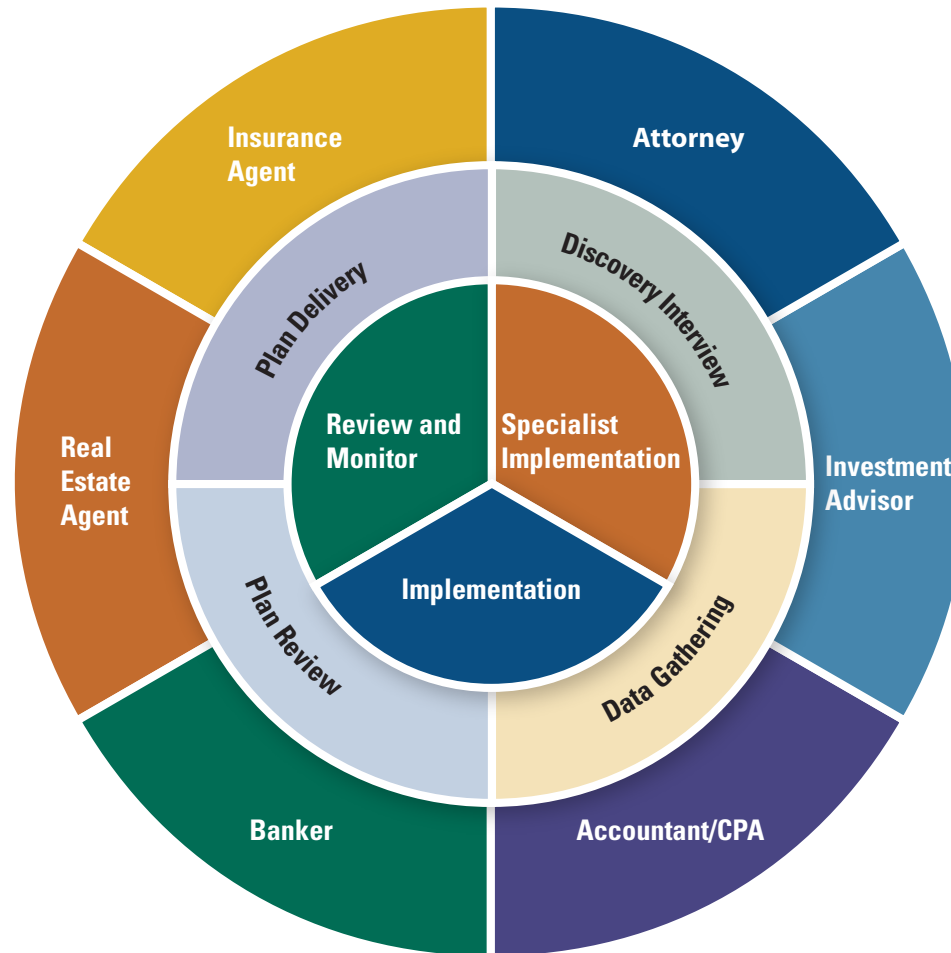 Insurance
Agent
Attorney
Plan Delivery
Discovery Interview
Review and
Monitor
Specialist
Implementation
Real
Estate
Agent
Investment
Advisor
Implementation
Plan Review
Data Gathering
Banker
Accountant/CPA